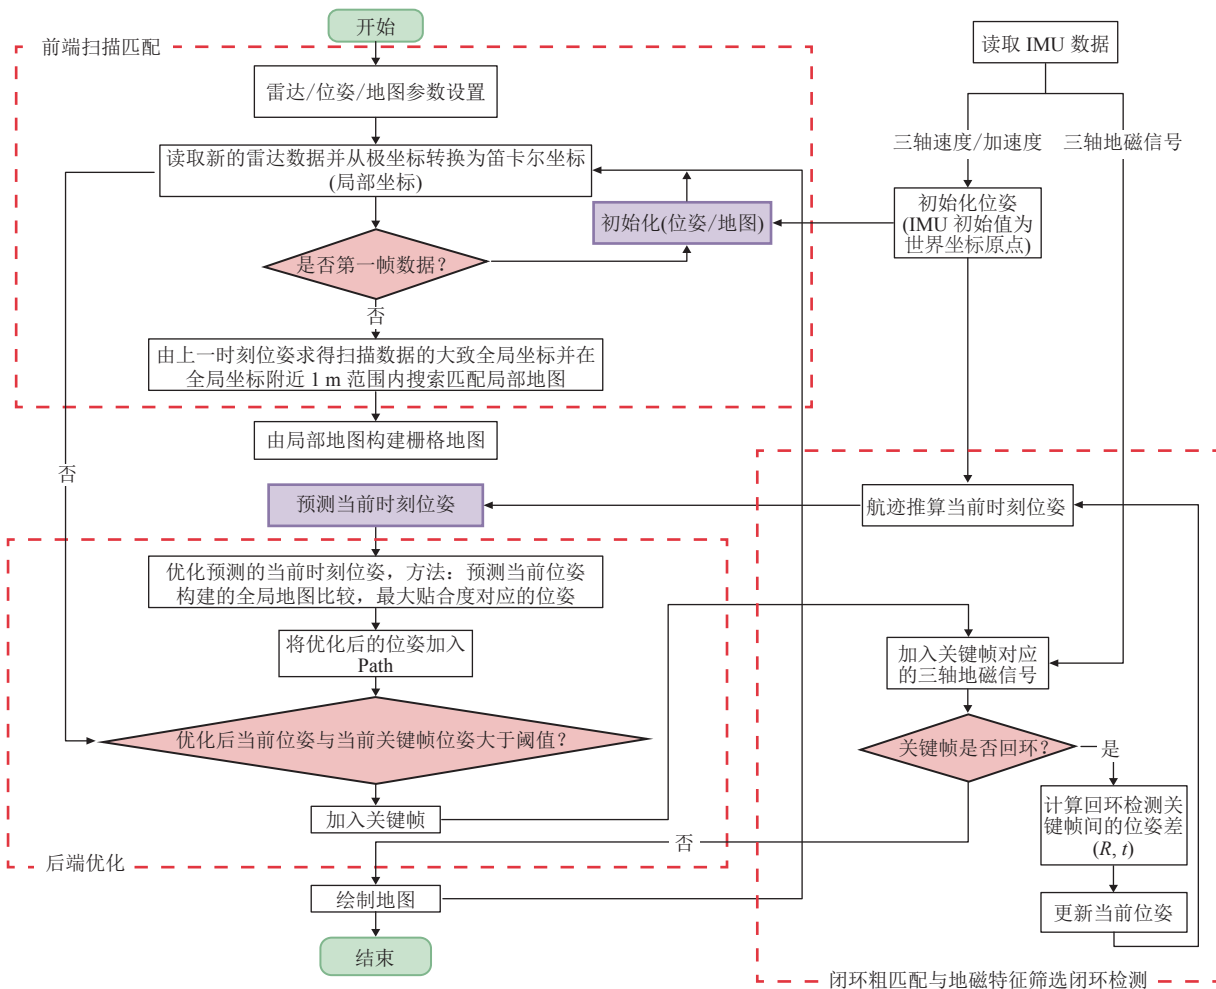 开始
前端扫描匹配
雷达/位姿/地图参数设置
读取新的雷达数据并从极坐标转换为笛卡尔坐标
(局部坐标)
初始化(位姿/地图)
是否第一帧数据?
否
由上一时刻位姿求得扫描数据的大致全局坐标并在
全局坐标附近 1 m 范围内搜索匹配局部地图
由局部地图构建栅格地图
否
预测当前时刻位姿
优化预测的当前时刻位姿，方法：预测当前位姿
构建的全局地图比较，最大贴合度对应的位姿
将优化后的位姿加入
Path
优化后当前位姿与当前关键帧位姿大于阈值?
加入关键帧
后端优化
绘制地图
结束
读取 IMU 数据
三轴速度/加速度
三轴地磁信号
初始化位姿
(IMU 初始值为
世界坐标原点)
航迹推算当前时刻位姿
加入关键帧对应
的三轴地磁信号
关键帧是否回环?
是
否
计算回环检测关
键帧间的位姿差
(R, t)
更新当前位姿
闭环粗匹配与地磁特征筛选闭环检测